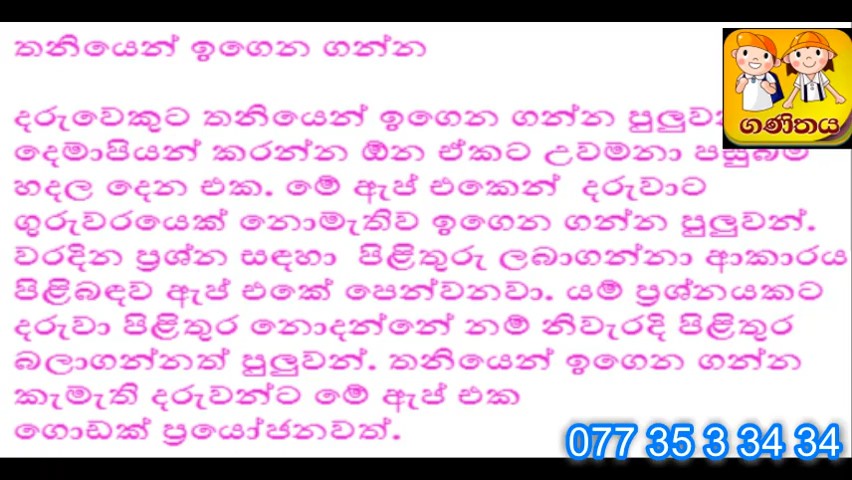 තනියෙන් ඉගෙන ගන්න
දරුවෙකුට තනියෙන් ඉගෙන ගන්න
දෙමාපියන් කරන්න ඕන ඒකට උවමනා පසුබිම
හදල දෙන එක. මේ ඇප් එකෙන් දරුවාට
ගුරුවරයෙක් නොමැතිව ඉගෙන ගන්න පුලුවන්.
වරදින ප්‍රශ්න සඳහා පිළිතුරු ලබාගන්නා ආකාරය
පිළිබඳව ඇප් එකේ පෙන්වනවා. යම් ප්‍රශ්නයකට
දරුවා පිළිතුර නොදන්නේ නම් නිවැරදි පිළිතුර
බලාගන්නත් පුලුවන්. තනියෙන් ඉගෙන ගන්න
කැමැති දරුවන්ට මේ ඇප් එක
ගොඩක් ප්‍රයෝජනවත්.
ගණිතය
077 35 3 34 34